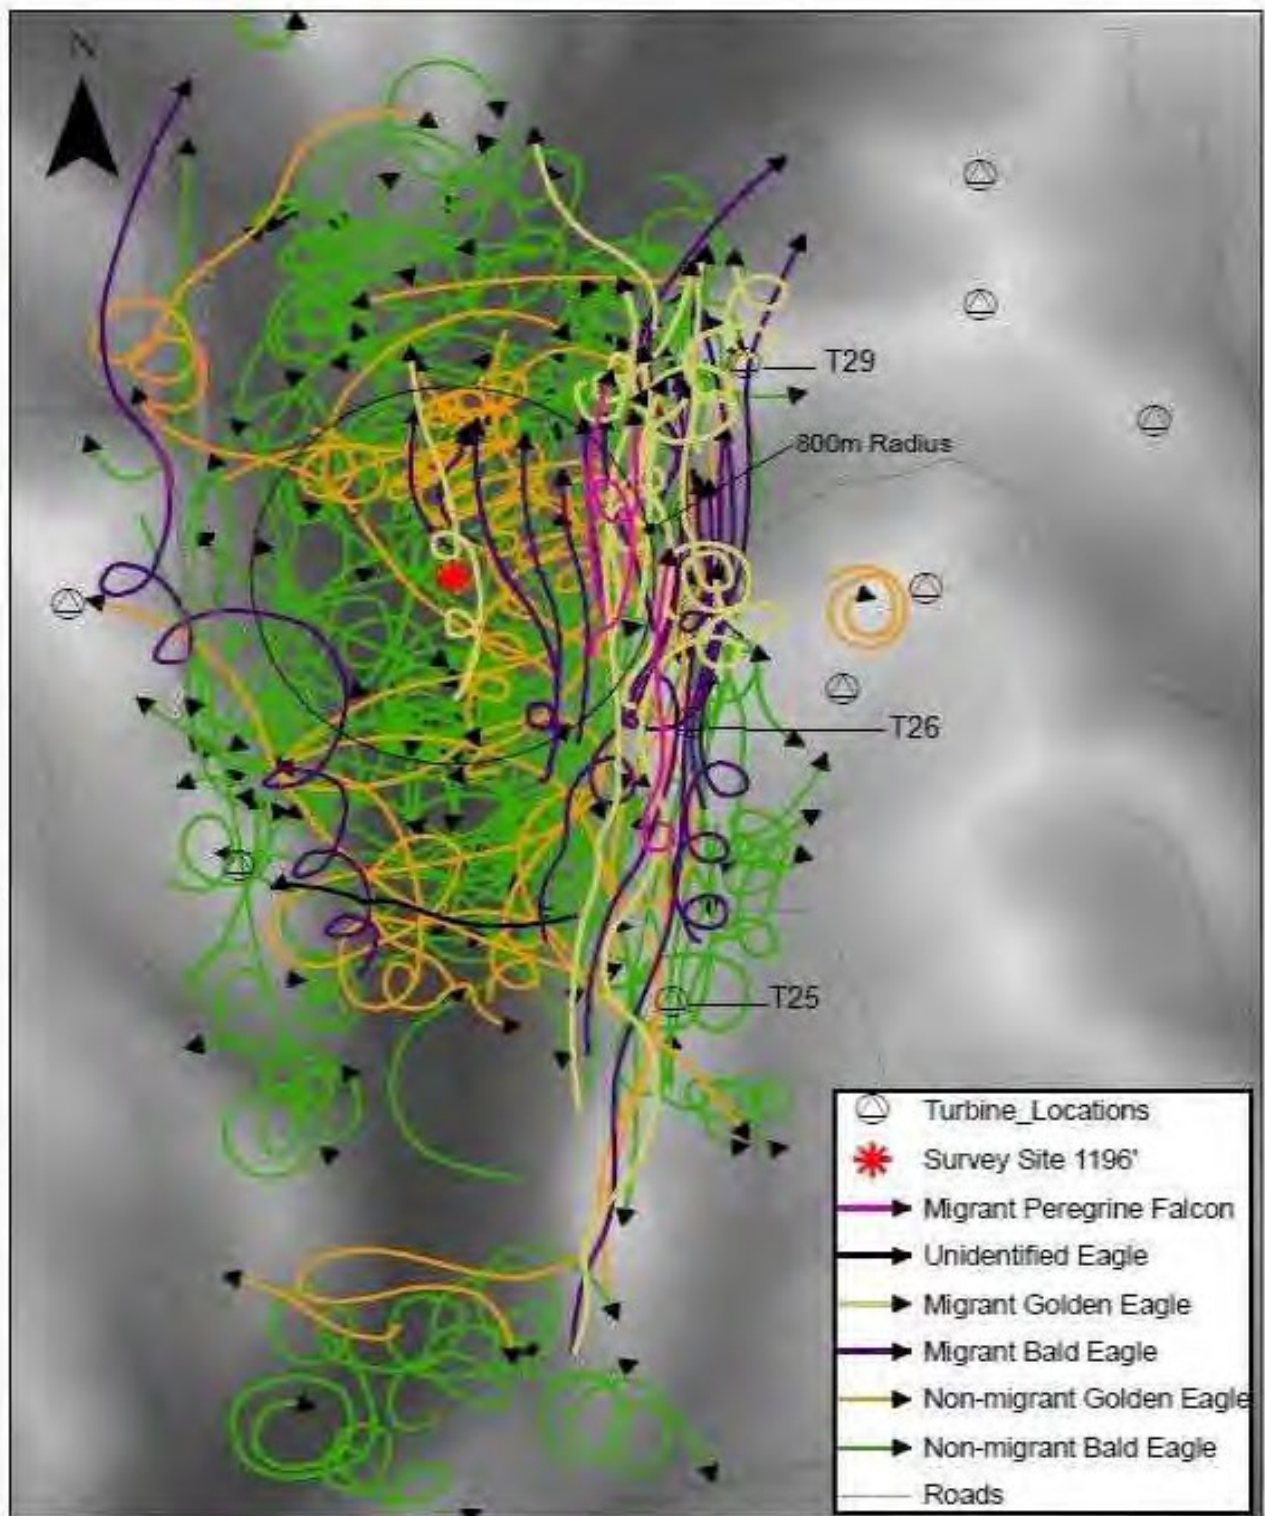 N
T29
800m Radius
T26
T25
Turbine_Locations
Survey Site 1196'
Migrant Peregrine Falcon
Unidentified Eagle
Migrant Golden Eagle
Migrant Bald Eagle
Non-migrant Golden Eagle
Non-migrant Bald Eagle
Roads